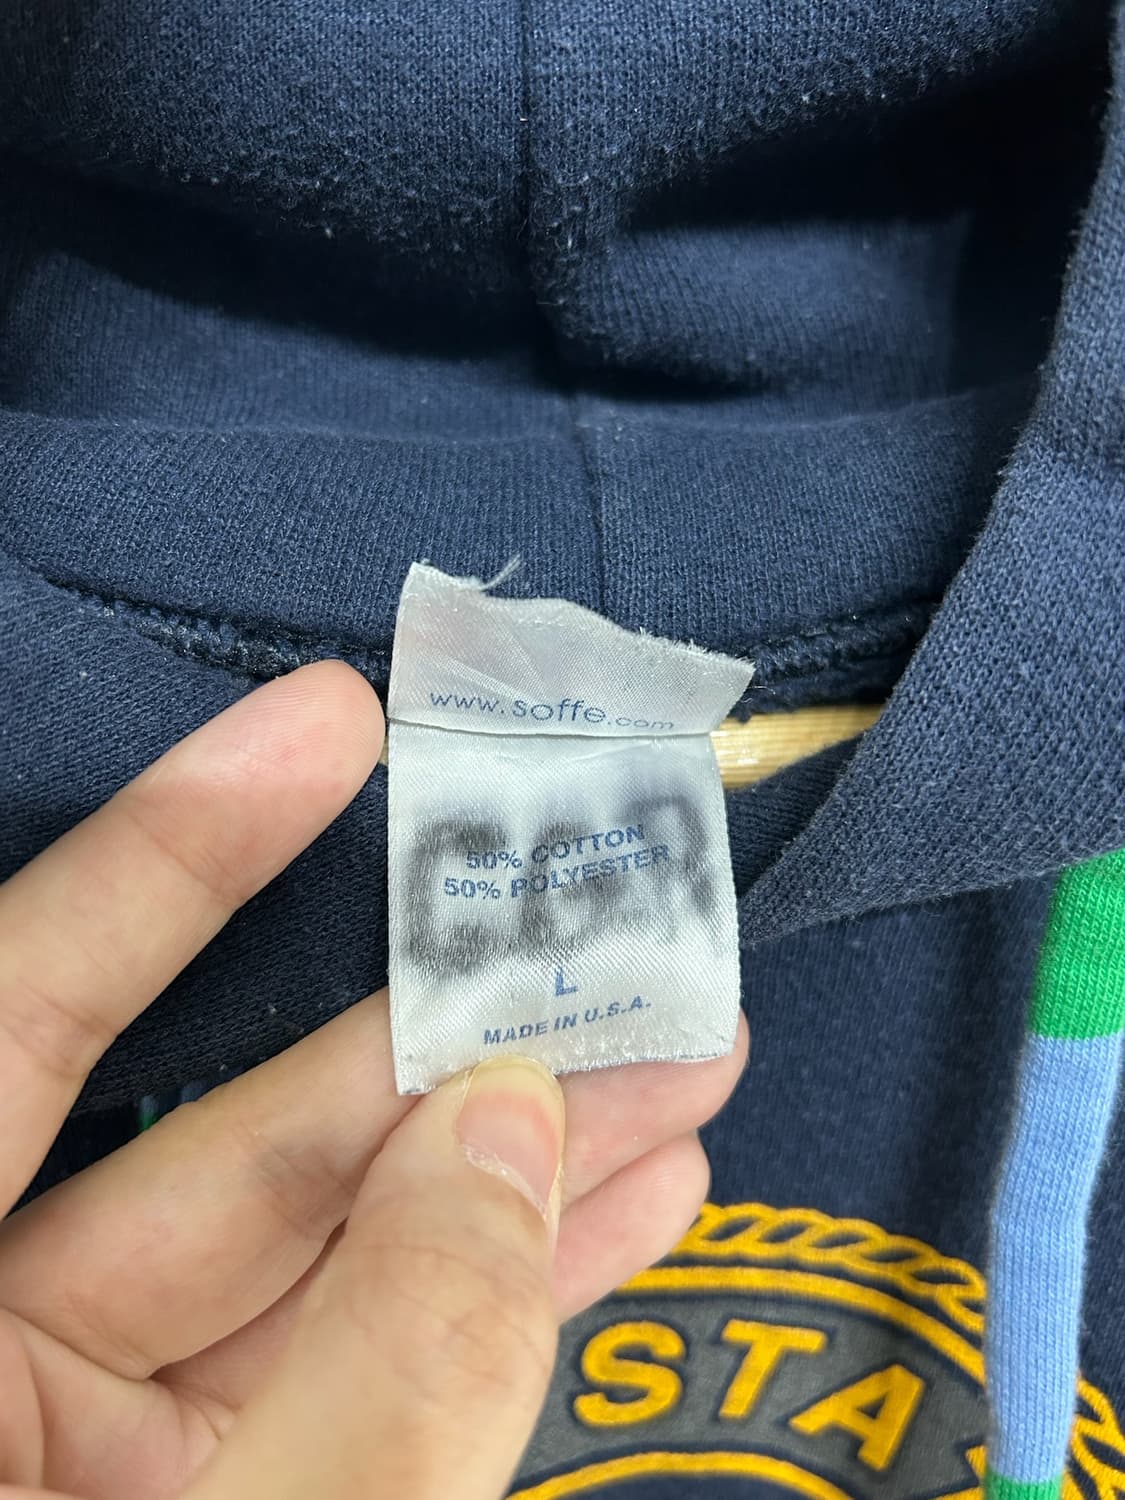 www.soffe.com
50% COTTON
50% POLYESTER
L
MADE IN U.S.A.
STA